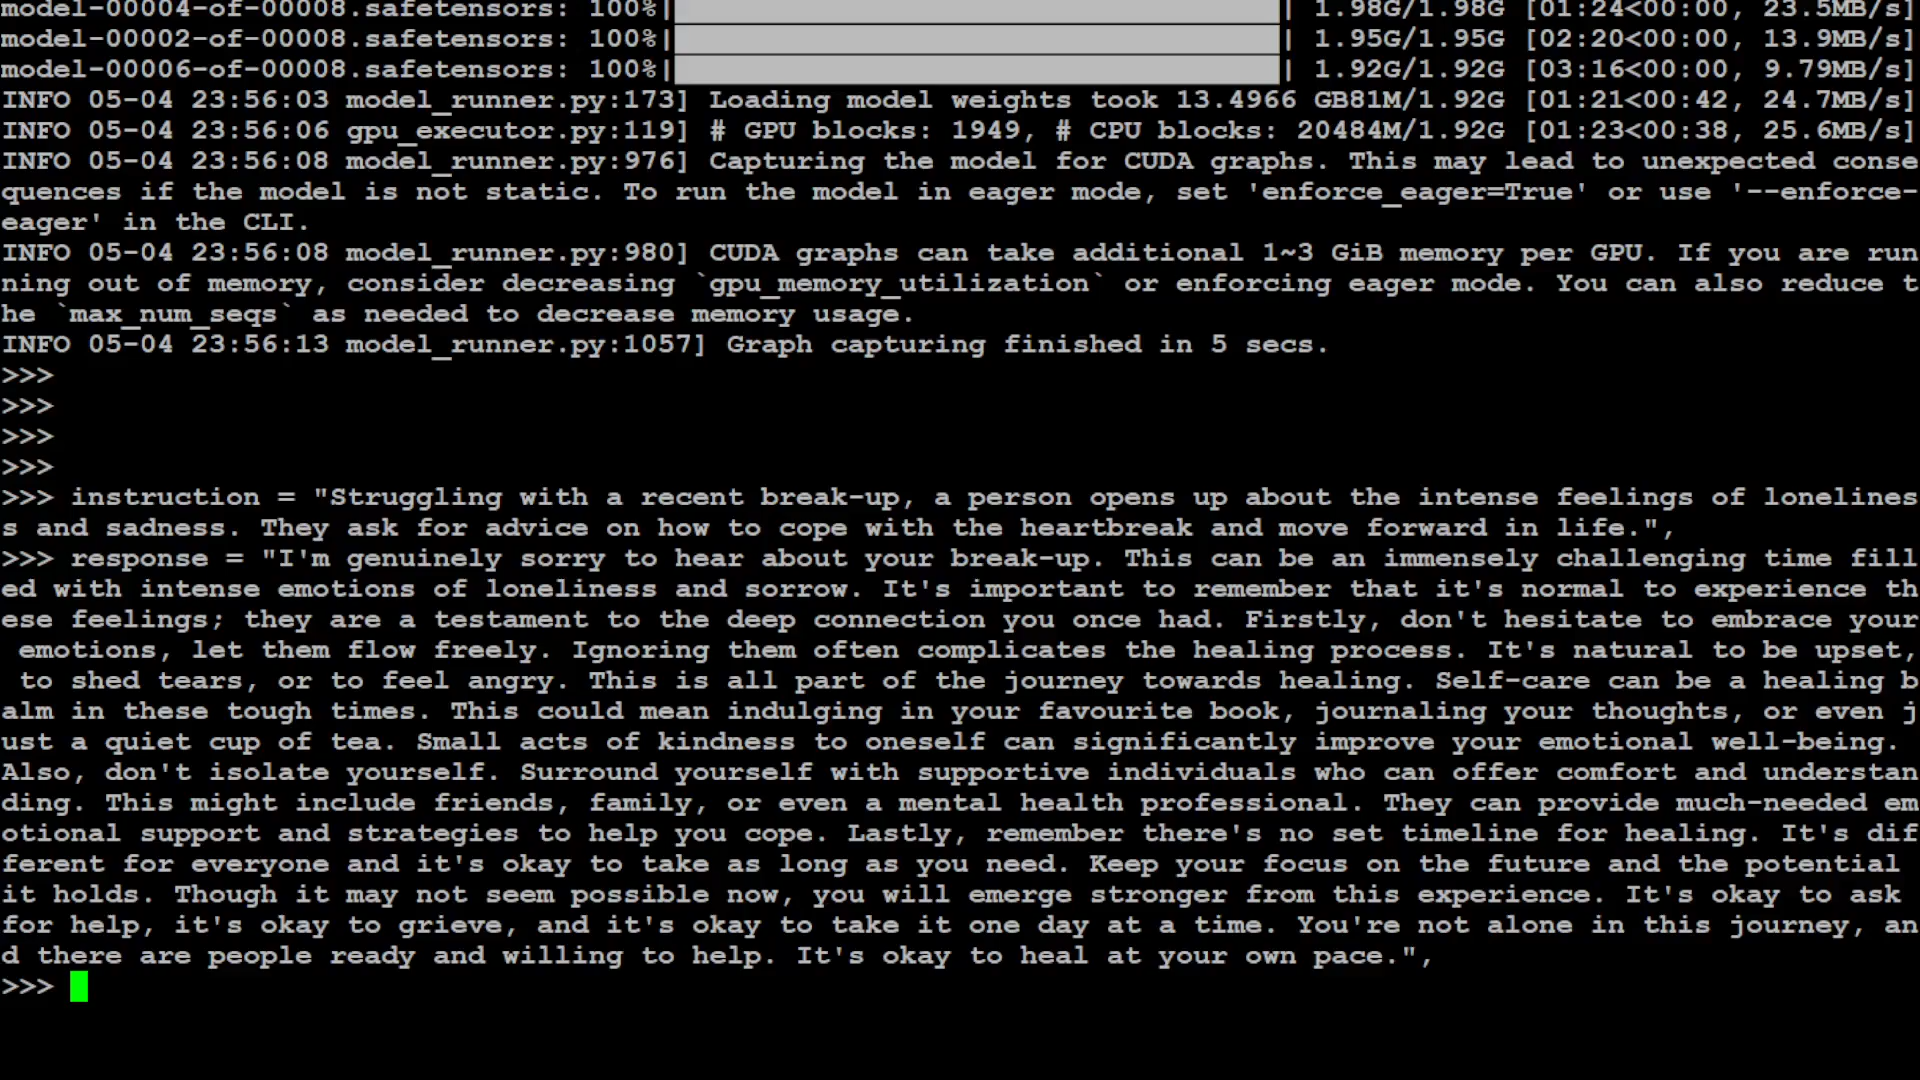 model-00004-of-00008.safetensors: 100%|| 1.98G/1.98G [01:24<00:00, 23.5MB/s]
model-00002-of-00008.safetensors: 100%|| 1.95G/1.95G [02:20<00:00, 13.9MB/s]
model-00006-of-00008.safetensors: 100%|| 1.92G/1.92G [03:16<00:00, 9.79MB/s]
INFO 05-04 23:56:03 model_runner.py:173] Loading model weights took 13.4966 GB81M/1.92G [01:21<00:42, 24.7MB/s]
INFO 05-04 23:56:06 gpu_executor.py:119] # GPU blocks: 1949, # CPU blocks: 20484M/1.92G [01:23<00:38, 25.6MB/s]
INFO 05-04 23:56:08 model_runner.py:976] Capturing the model for CUDA graphs. This may lead to unexpected conse
quences if the model is not static. To run the model in eager mode, set 'enforce_eager=True' or use '--enforce-
eager' in the CLI.
INFO 05-04 23:56:08 model_runner.py:980] CUDA graphs can take additional 1~3 GiB memory per GPU. If you are run
ning out of memory, consider decreasing `gpu_memory_utilization` or enforcing eager mode. You can also reduce t
he `max_num_seqs` as needed to decrease memory usage.
INFO 05-04 23:56:13 model_runner.py:1057] Graph capturing finished in 5 secs.
>>>
>>>
>>>
>>>
>>> instruction = "Struggling with a recent break-up, a person opens up about the intense feelings of lonelines
s and sadness. They ask for advice on how to cope with the heartbreak and move forward in life.",
>>> response = "I'm genuinely sorry to hear about your break-up. This can be an immensely challenging time fill
ed with intense emotions of loneliness and sorrow. It's important to remember that it's normal to experience th
ese feelings; they are a testament to the deep connection you once had. Firstly, don't hesitate to embrace your
 emotions, let them flow freely. Ignoring them often complicates the healing process. It's natural to be upset,
 to shed tears, or to feel angry. This is all part of the journey towards healing. Self-care can be a healing b
alm in these tough times. This could mean indulging in your favourite book, journaling your thoughts, or even j
ust a quiet cup of tea. Small acts of kindness to oneself can significantly improve your emotional well-being.
Also, don't isolate yourself. Surround yourself with supportive individuals who can offer comfort and understan
ding. This might include friends, family, or even a mental health professional. They can provide much-needed em
otional support and strategies to help you cope. Lastly, remember there's no set timeline for healing. It's dif
ferent for everyone and it's okay to take as long as you need. Keep your focus on the future and the potential
it holds. Though it may not seem possible now, you will emerge stronger from this experience. It's okay to ask
for help, it's okay to grieve, and it's okay to take it one day at a time. You're not alone in this journey, an
d there are people ready and willing to help. It's okay to heal at your own pace.",
>>>